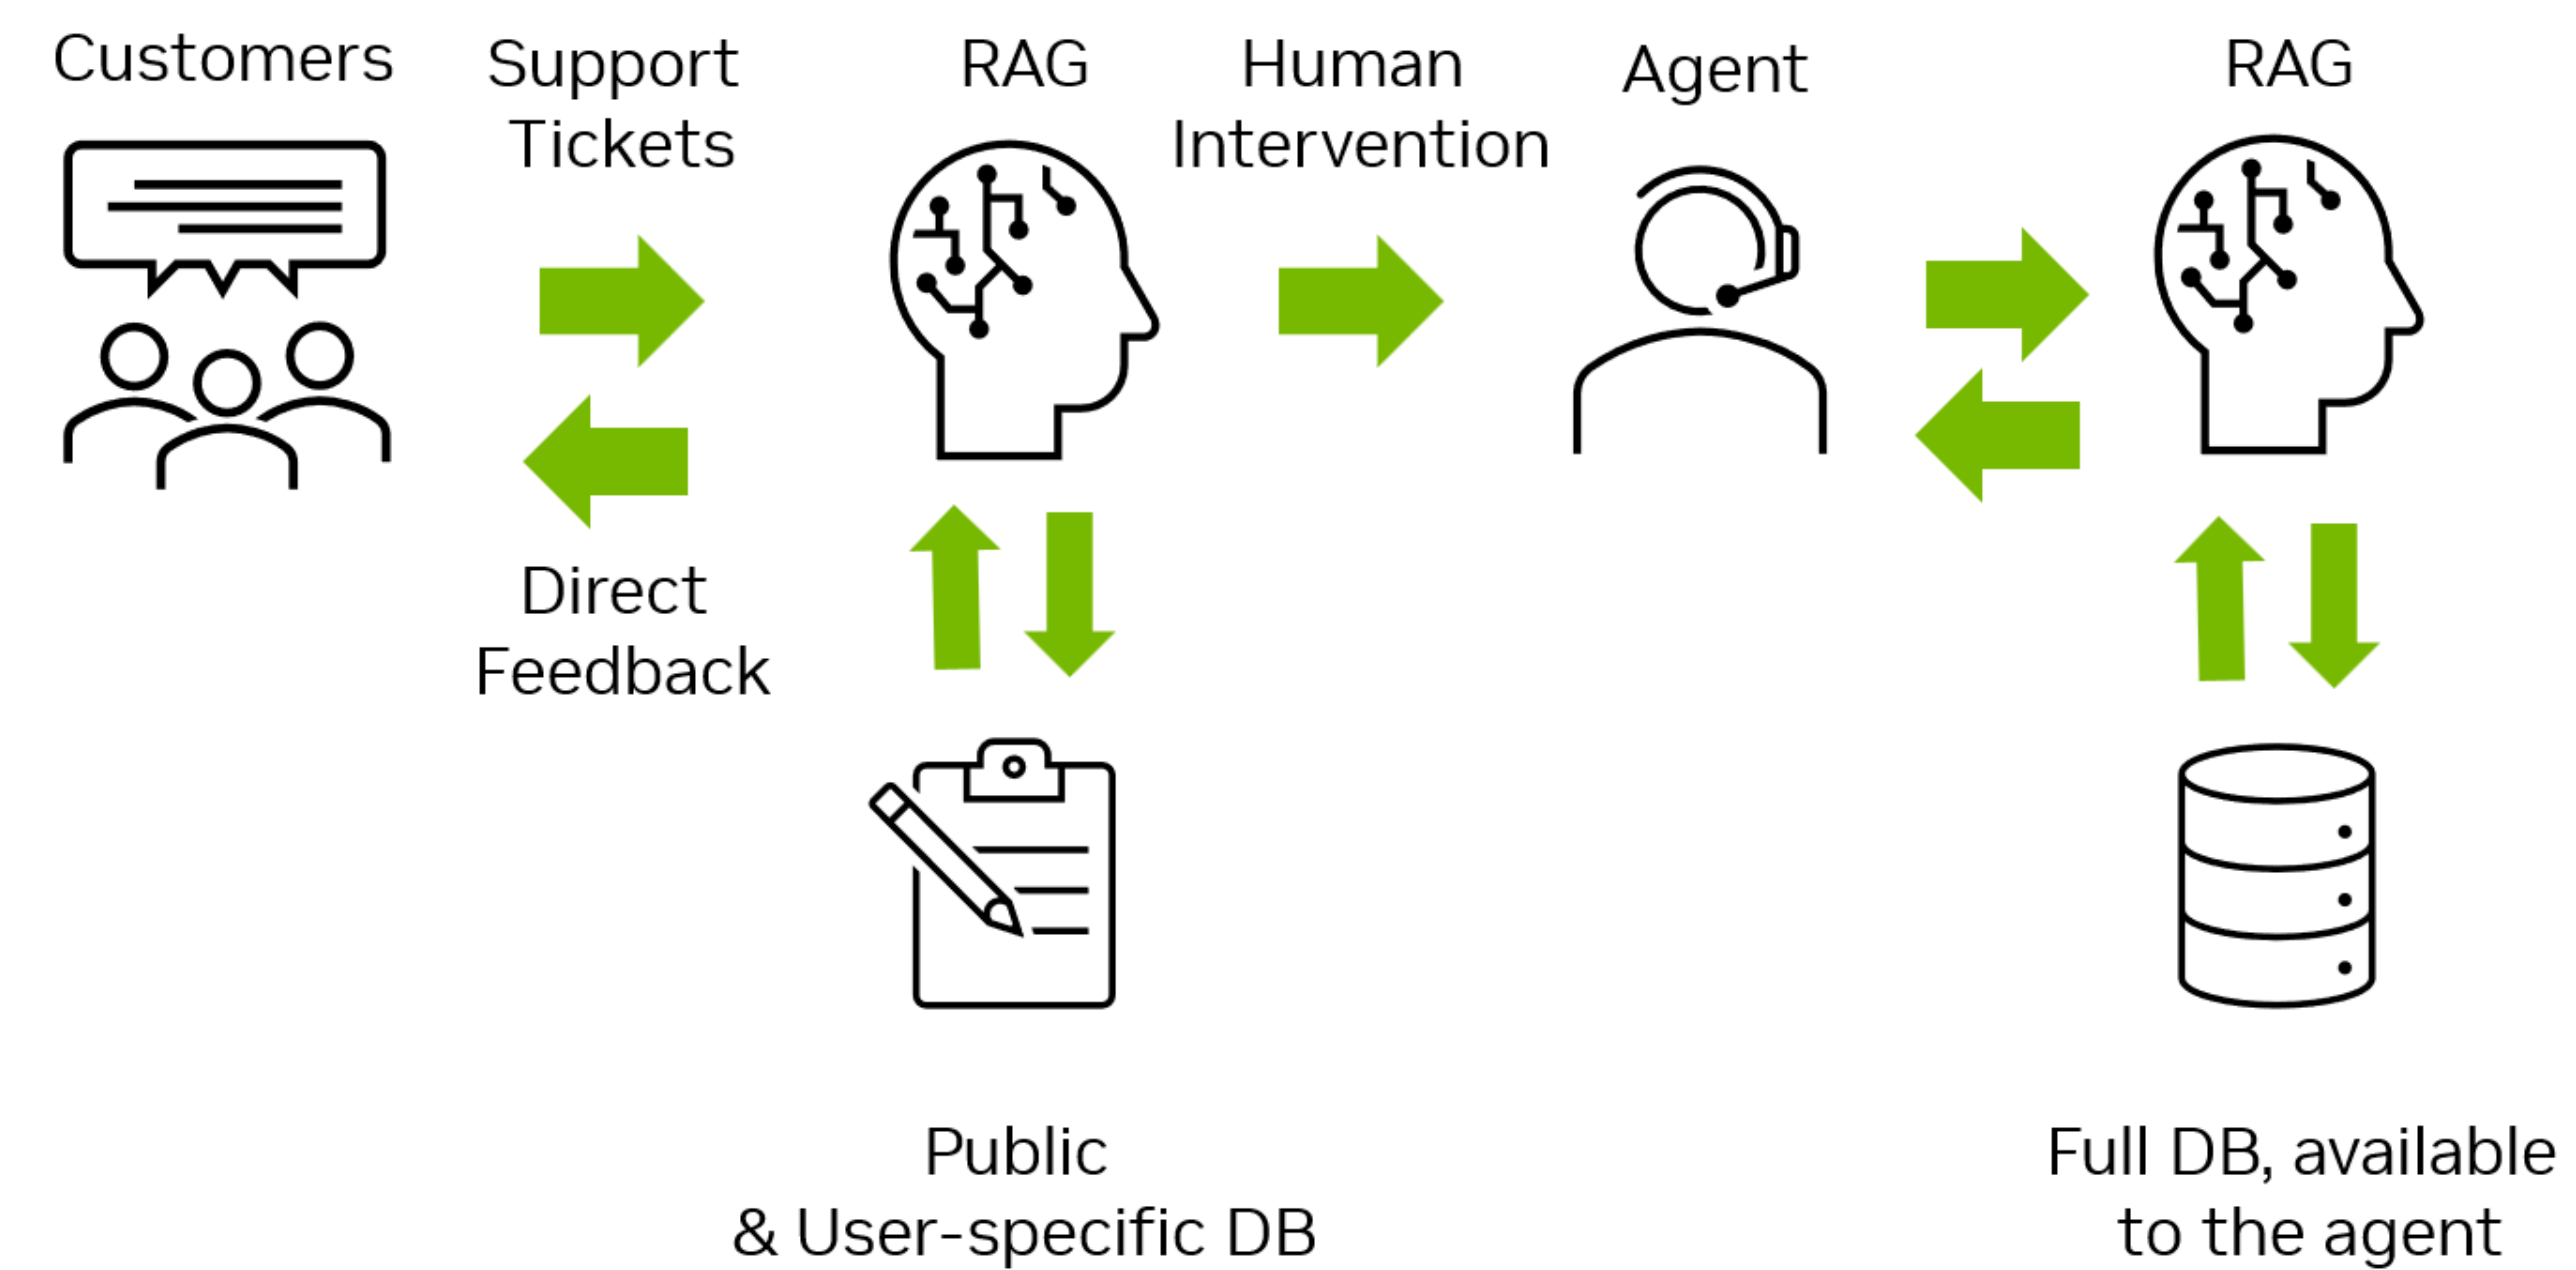 Customers
Support
Tickets
RAG
Human
Intervention
Agent
RAG
Direct
Feedback
Public
& User-specific DB
Full DB, available
to the agent